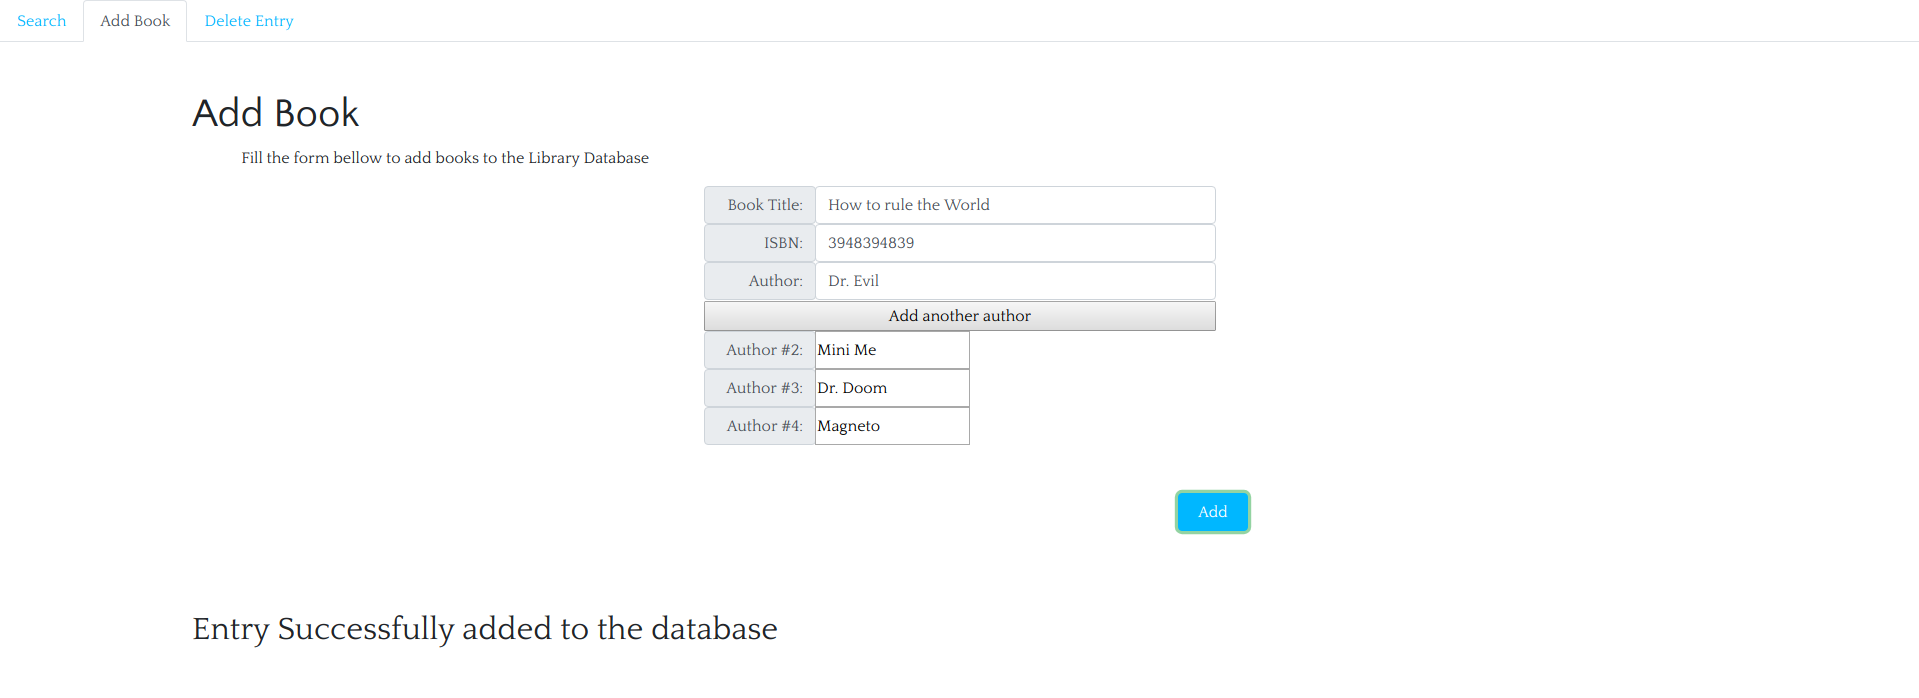 Search Add Book Delete Entry
Add Book
Fill the form bellow to add books to the Library Database
Book Title: How to rule the World
ISBN: 3948394839
Author: Dr. Evil
Add another author
Author #2: Mini Me
Author #3: Dr. Doom
Author #4: Magneto
Add
Entry Successfully added to the database